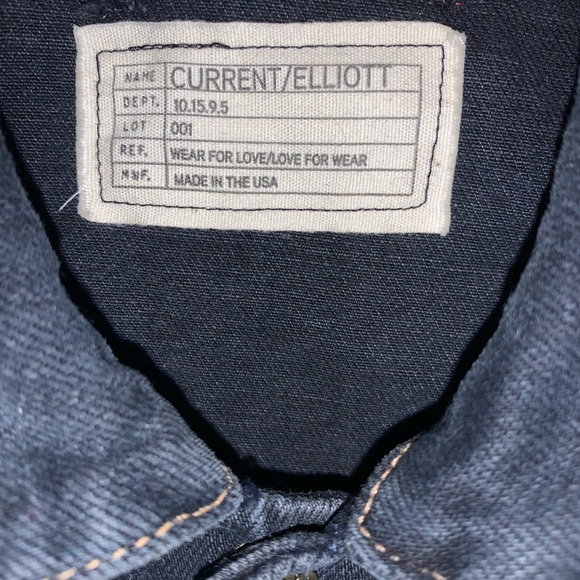 NAME CURRENT/ELLIOTT
DEPT. 10.15.9.5
LOT 001
REF. WEAR FOR LOVE/LOVE FOR WEAR
M&F. MADE IN THE USA